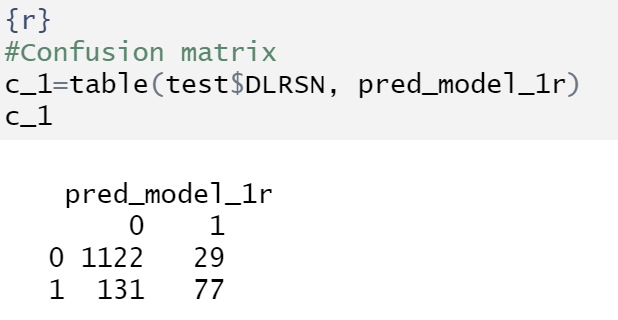 {r}
#Confusion matrix
c_1=table(test$DLRSN, pred_model_1r)
c_1
pred_model_1r
0 1
0 1122 29
1 131 77